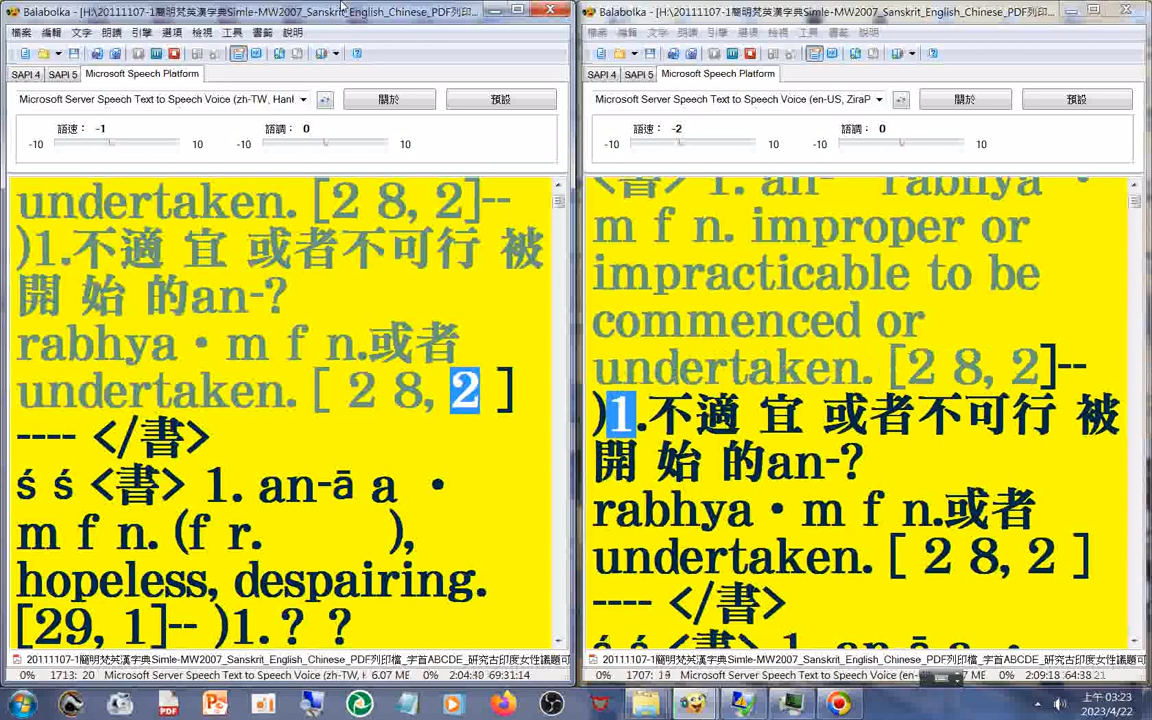 Balabolka - [H:\20111107-1簡明梵英漢字典Simle-MW2007_Sanskrit_English_Chinese_PDF列印...
檔案 編輯 文字 朗讀 引擎 選項 檢視 工具 書籤 說明
SAPI 4 SAPI 5 Microsoft Speech Platform
Microsoft Server Speech Text to Speech Voice (zh-TW, Han
關於 預設
語速： -1 語調： 0
-10 10 -10 10
undertaken. [2 8, 2]--
)1.不適 宜 或者不可行 被
開 始 的an-?
rabhya・m f n.或者
undertaken. [ 2 8, 2 ]
---- </書>
ś ś <書> 1. an-ā a ・
m f n. (f r. ),
hopeless, despairing.
[29, 1]-- )1. ? ?
20111107-1簡明梵英漢字典Simle-MW2007_Sanskrit_English_Chinese_PDF列印檔_字首ABCDE_研究古印度女性議題可
0% 1713: 20 Microsoft Server Speech Text to Speech Voice (zh-TW, H 6.07 ME 0% 2:04:30 69:31:14
Balabolka - [H:\20111107-1簡明梵英漢字典Simle-MW2007_Sanskrit_English_Chinese_PDF列印...
檔案 編輯 文字 朗讀 引擎 選項 檢視 工具 書籤 說明
SAPI 4 SAPI 5 Microsoft Speech Platform
Microsoft Server Speech Text to Speech Voice (en-US, ZiraP
關於 預設
語速： -2 語調： 0
-10 10 -10 10
<書> 1. an- rabhya ・
m f n. improper or
impracticable to be
commenced or
undertaken. [2 8, 2]--
)1.不適 宜 或者不可行 被
開 始 的an-?
rabhya・m f n.或者
undertaken. [ 2 8, 2 ]
---- </書>
ś ś <書> 1. an-ā a ・
20111107-1簡明梵英漢字典Simle-MW2007_Sanskrit_English_Chinese_PDF列印檔_字首ABCDE_研究古印度女性議題可
0% 1707: Microsoft Server Speech Text to Speech Voice (en-US, Z 0% 2:09:18 64:38
上午 03:23
2023/4/22